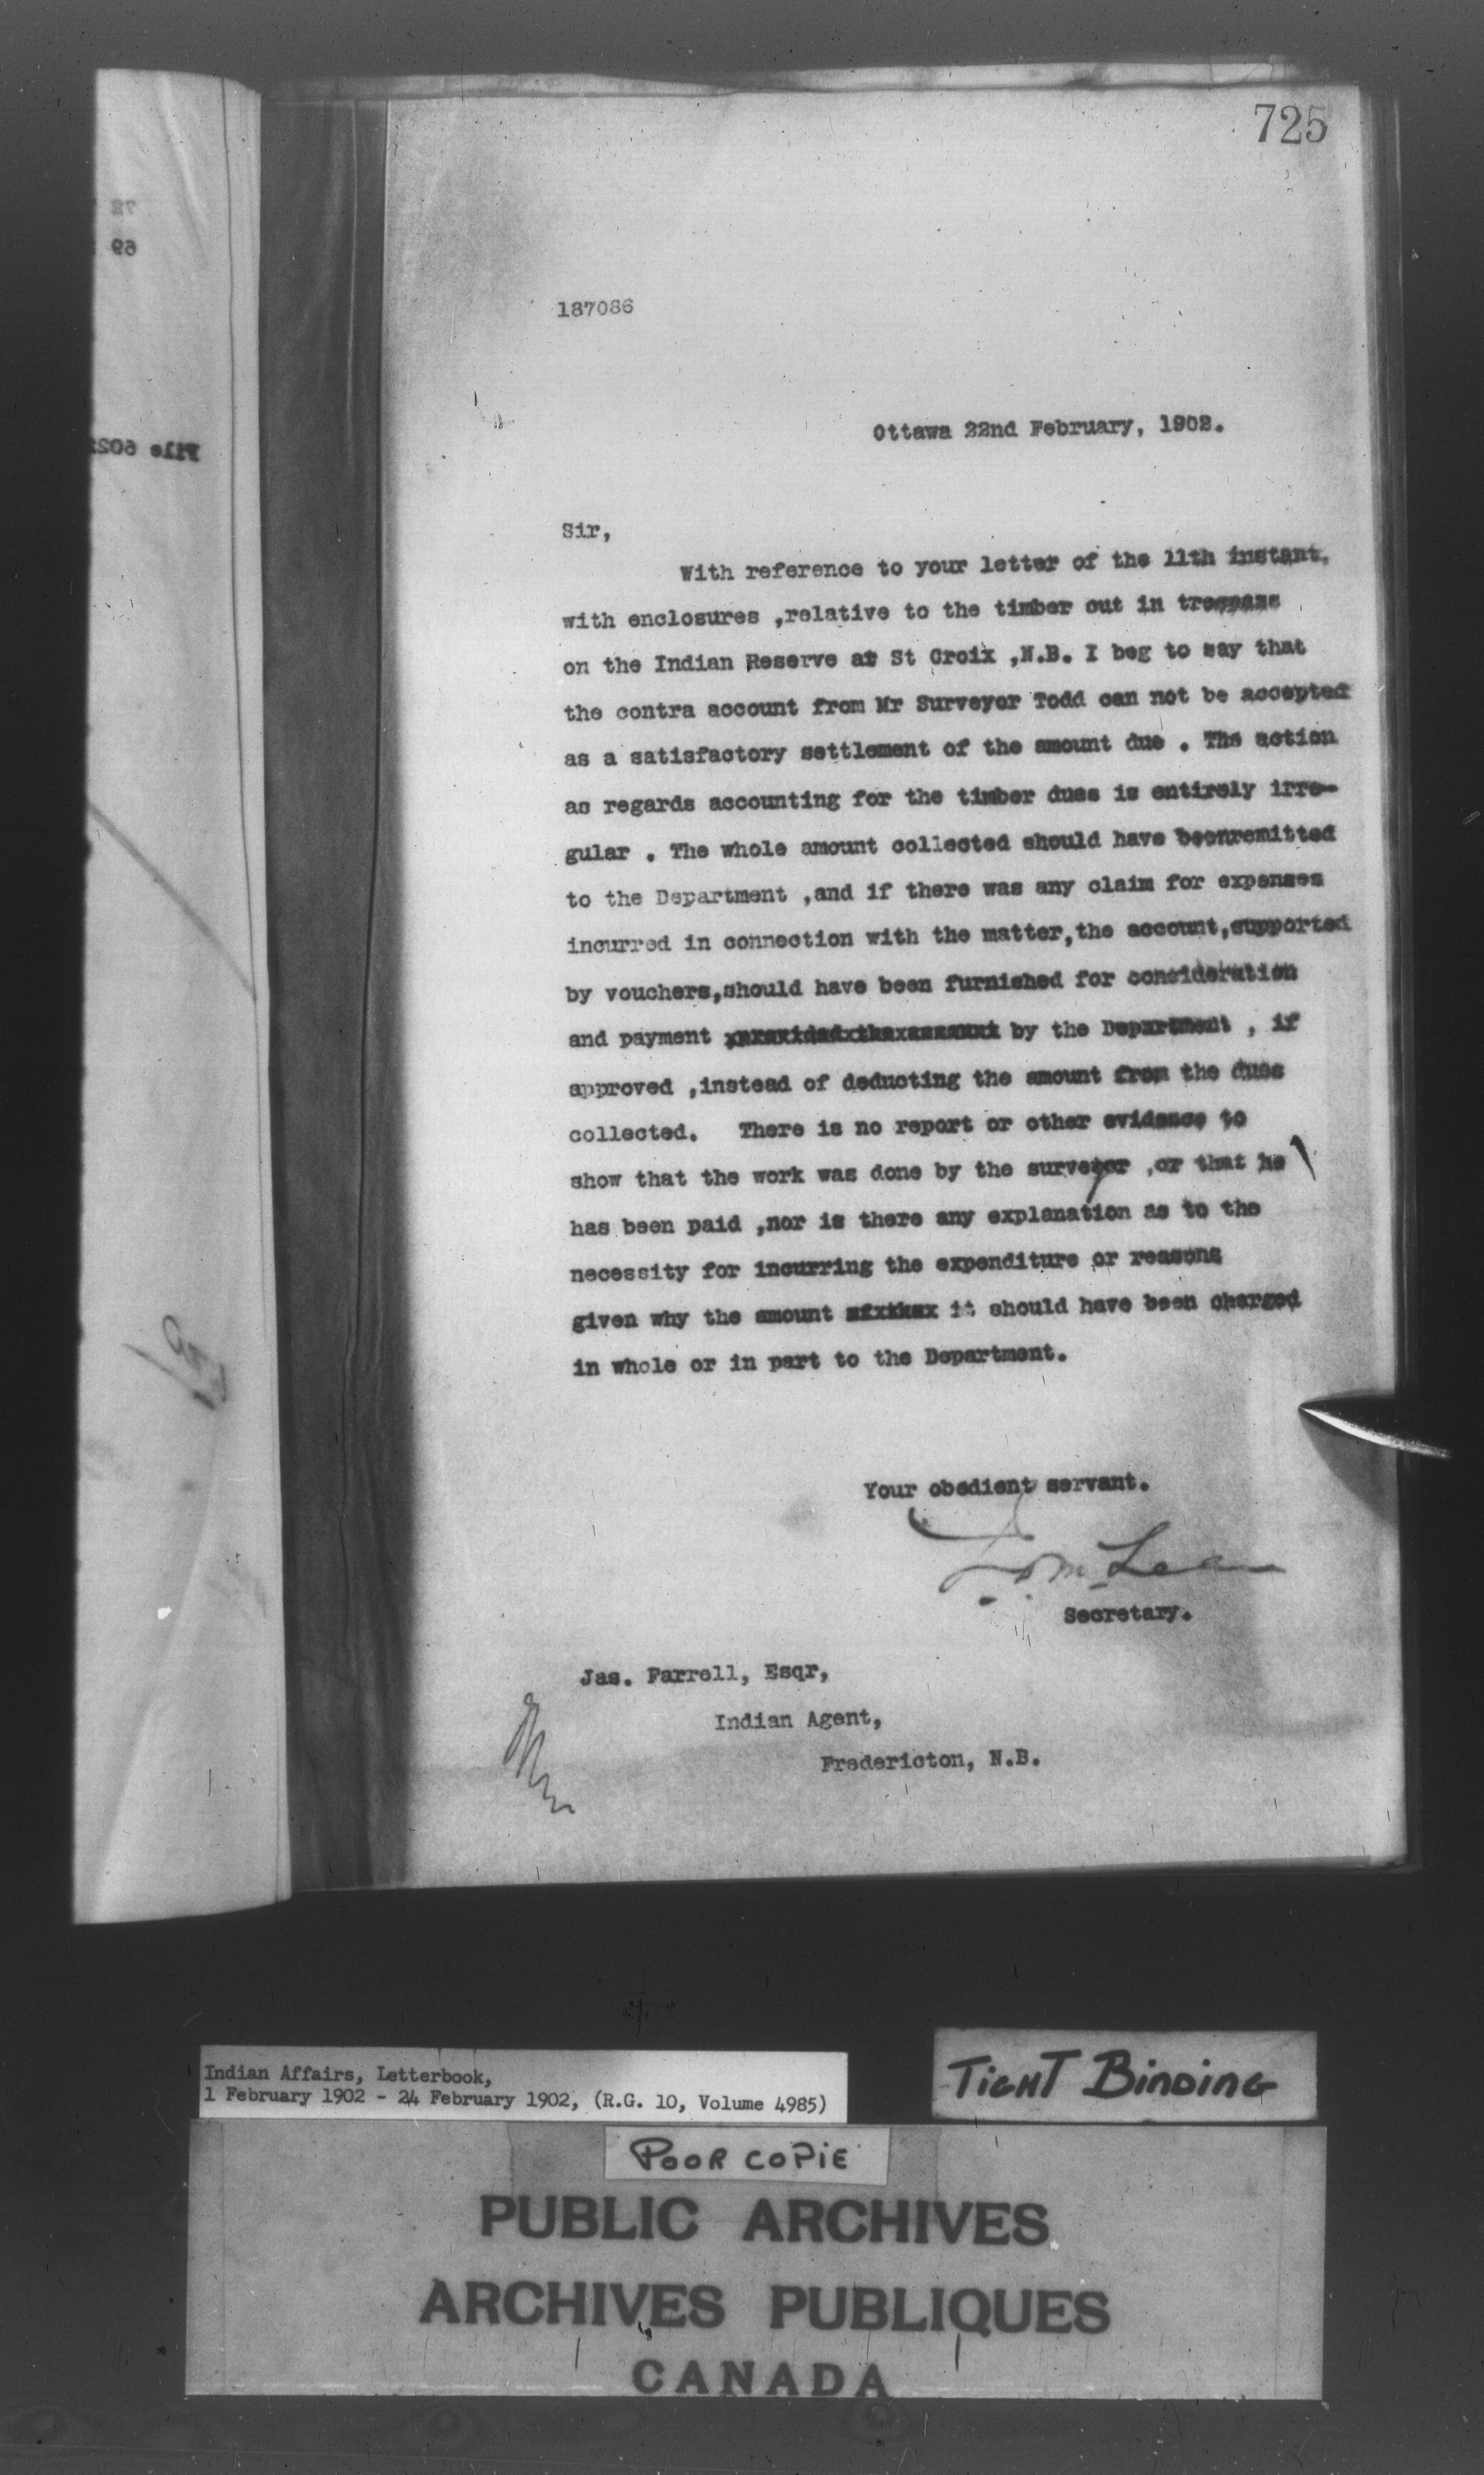 725
187086
Ottawa 22nd February, 1902.
Sir,
With reference to your letter of the 11th instant,
with enclosures ,relative to the timber cut in trespass
on the Indian Reserve at St Croix ,N.B. I beg to say that
the contra account from Mr Surveyor Todd can not be accepted
as a satisfactory settlement of the amount due . The action
as regards accounting for the timber dues is entirely irre-
gular . The whole amount collected should have beenremitted
to the Department ,and if there was any claim for expenses
incurred in connection with the matter,the account,supported
by vouchers,should have been furnished for consideration
and payment by the Department , if
approved ,instead of deducting the amount from the dues
collected. There is no report or other evidence to
show that the work was done by the surveyor ,or that he
has been paid ,nor is there any explanation as to the
necessity for incurring the expenditure or reasons
given why the amount it should have been charged
in whole or in part to the Department.
Your obedient servant.
McLean
Secretary.
Jas. Farrell, Esqr,
Indian Agent,
Fredericton, N.B.
Indian Affairs, Letterbook,
1 February 1902 - 24 February 1902, (R.G. 10, Volume 4985)
TIGHT BINDING
POOR COPIE
PUBLIC ARCHIVES
ARCHIVES PUBLIQUES
CANADA